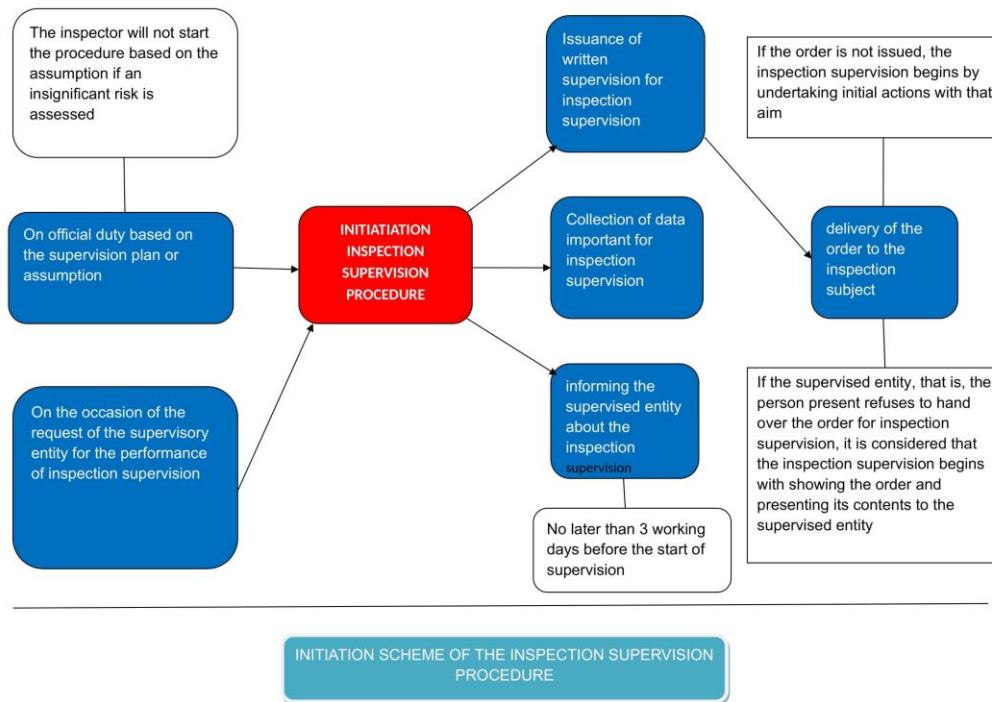 The inspector will not start
the procedure based on the
assumption if an
insignificant risk is
assessed
On official duty based on
the supervision plan or
assumption
On the occasion of the
request of the supervisory
entity for the performance
of inspection supervision
INITIATIATION
INSPECTION
SUPERVISION
PROCEDURE
Issuance of
written
supervision for
inspection
supervision
Collection of data
important for
inspection
supervision
informing the
supervised entity
about the
inspection
supervision
No later than 3 working
days before the start of
supervision
If the order is not issued, the
inspection supervision begins by
undertaking initial actions with that
aim
delivery of the
order to the
inspection
subject
If the supervised entity, that is, the
person present refuses to hand
over the order for inspection
supervision, it is considered that
the inspection supervision begins
with showing the order and
presenting its contents to the
supervised entity
INITIATION SCHEME OF THE INSPECTION SUPERVISION
PROCEDURE